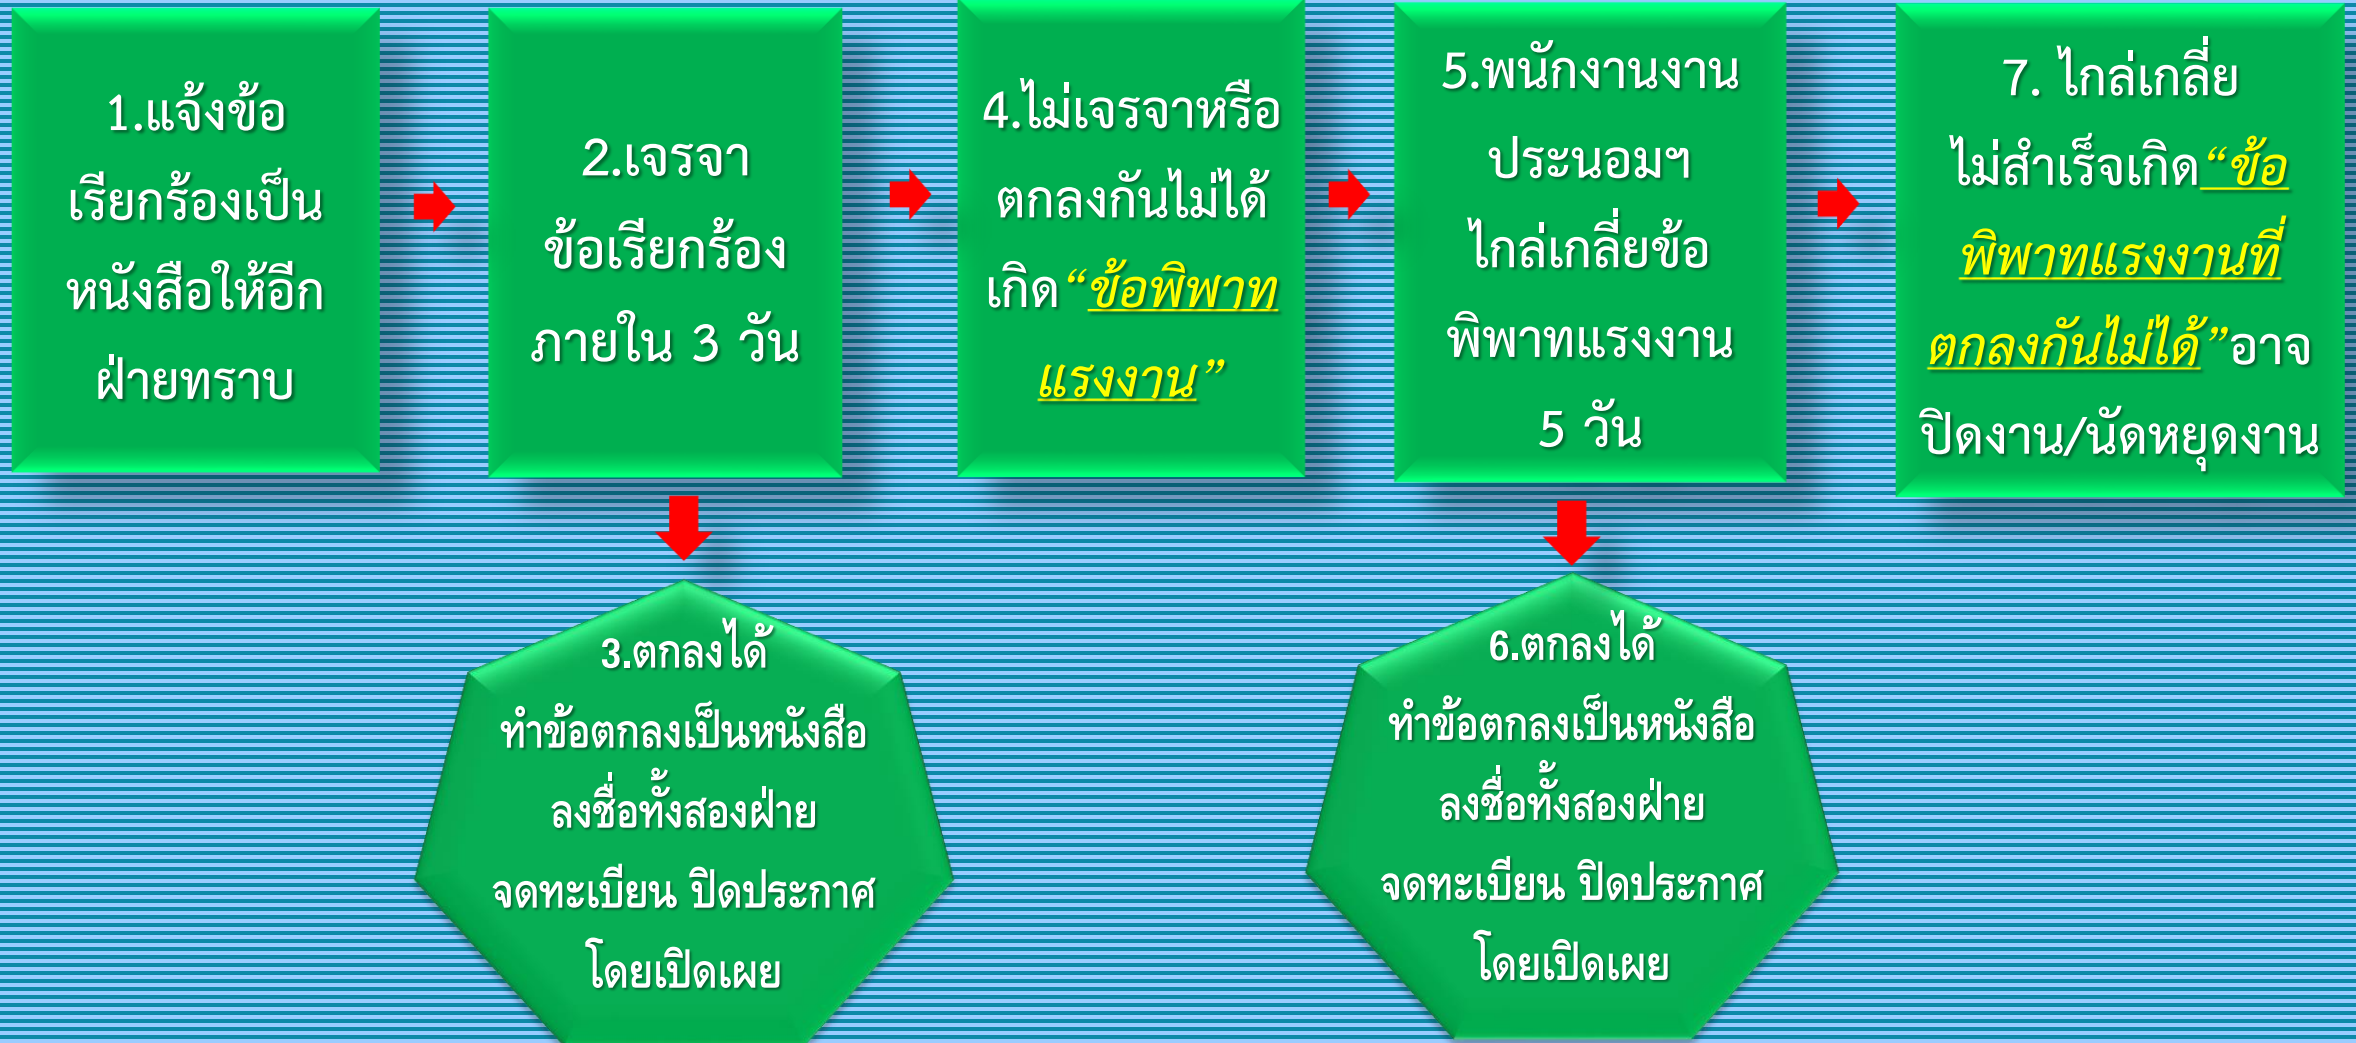 1.แจ้งข้อ
เรียกร้องเป็น
หนังสือให้อีก
ฝ่ายทราบ
2.เจรจา
ข้อเรียกร้อง
ภายใน 3 วัน
3.ตกลงได้
ทำข้อตกลงเป็นหนังสือ
ลงชื่อทั้งสองฝ่าย
จดทะเบียน ปิดประกาศ
โดยเปิดเผย
4.ไม่เจรจาหรือ
ตกลงกันไม่ได้
เกิด“ข้อพิพาท
แรงงาน”
5.พนักงานงาน
ประนอมฯ
ไกล่เกลี่ยข้อ
พิพาทแรงงาน
5 วัน
6.ตกลงได้
ทำข้อตกลงเป็นหนังสือ
ลงชื่อทั้งสองฝ่าย
จดทะเบียน ปิดประกาศ
โดยเปิดเผย
7. ไกล่เกลี่ย
ไม่สำเร็จเกิด“ข้อ
พิพาทแรงงานที่
ตกลงกันไม่ได้”อาจ
ปิดงาน/นัดหยุดงาน